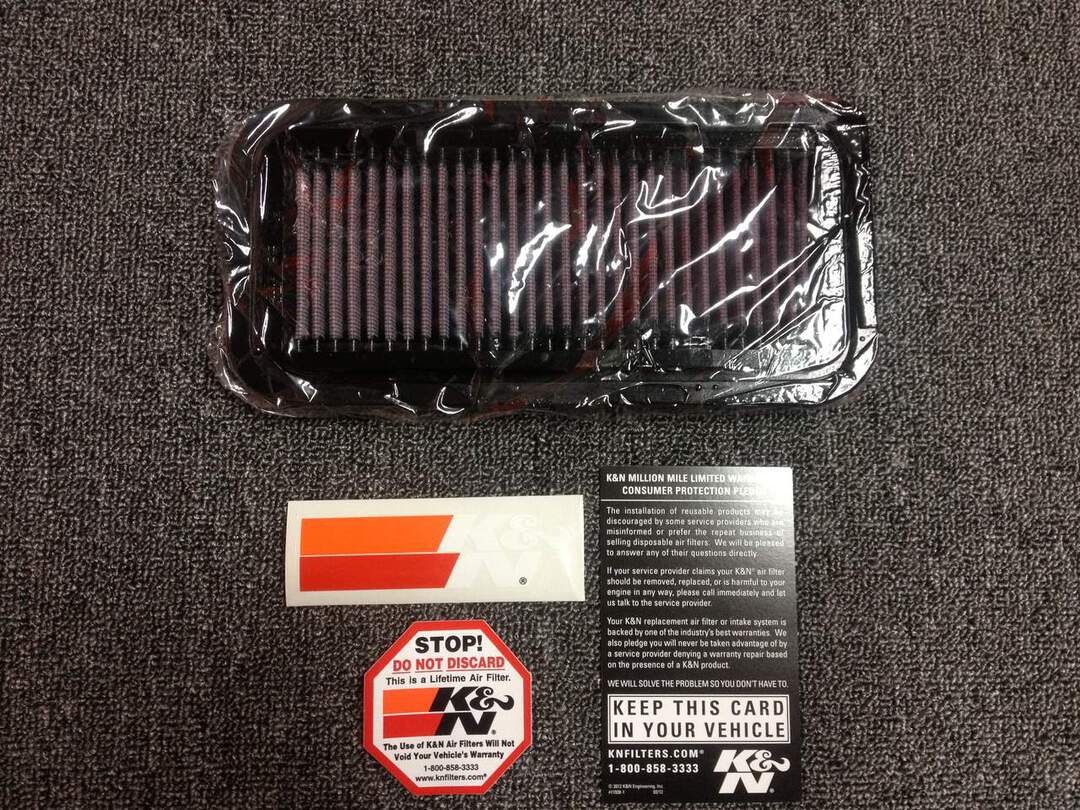 K&N
®
STOP!
DO NOT DISCARD
This is a Lifetime Air Filter.
K&N®
The Use of K&N Air Filters Will Not
Void Your Vehicle's Warranty
1-800-858-3333
www.knfilters.com®
K&N MILLION MILE LIMITED
CONSUMER PROTECTION
The installation of reusable products may be
discouraged by some service providers who are
misinformed or prefer the repeat business of
selling disposable air filters. We will be pleased
to answer any of their questions directly.
If your service provider claims your K&N® air filter
should be removed, replaced, or is harmful to your
engine in any way, please call immediately and let
us talk to the service provider.
Your K&N replacement air filter or intake system is
backed by one of the industry's best warranties. We
also pledge you will never be taken advantage of by
a service provider denying a warranty repair based
on the presence of a K&N product.
WE WILL SOLVE THE PROBLEM SO YOU DON'T HAVE TO.
KEEP THIS CARD
IN YOUR VEHICLE
KNFILTERS.COM®
1-800-858-3333
K&N®
© 2012 K&N Engineering, Inc.